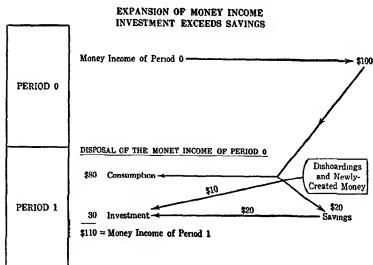 EXPANSION OF MONEY INCOME
INVESTMENT EXCEEDS SAVINGS
Money Income of Period 0
$100
PERIOD 0
DISPOSAL OF THE MONEY INCOME OF PERIOD 0
Dishoardings
and Newly-
Created Money
$80 Consumption
$10
PERIOD 1
$20
30 Investment
$20
Savings
$110 = Money Income of Period 1